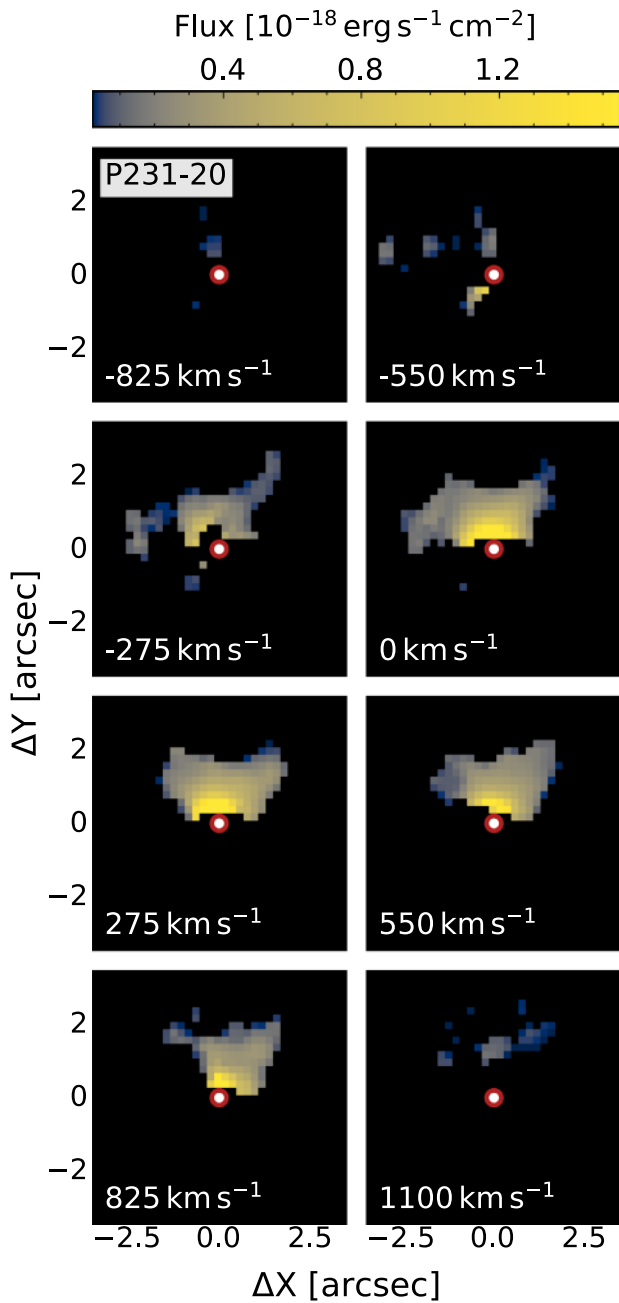 Flux [10⁻¹⁸ erg s⁻¹ cm⁻²]
0.4 0.8 1.2
P231-20
2
0
−2
-825 km s⁻¹ -550 km s⁻¹
2
0
−2
-275 km s⁻¹ 0 km s⁻¹
ΔY [arcsec]
2
0
−2
275 km s⁻¹ 550 km s⁻¹
2
0
−2
825 km s⁻¹ 1100 km s⁻¹
−2.5 0.0 2.5 −2.5 0.0 2.5
ΔX [arcsec]